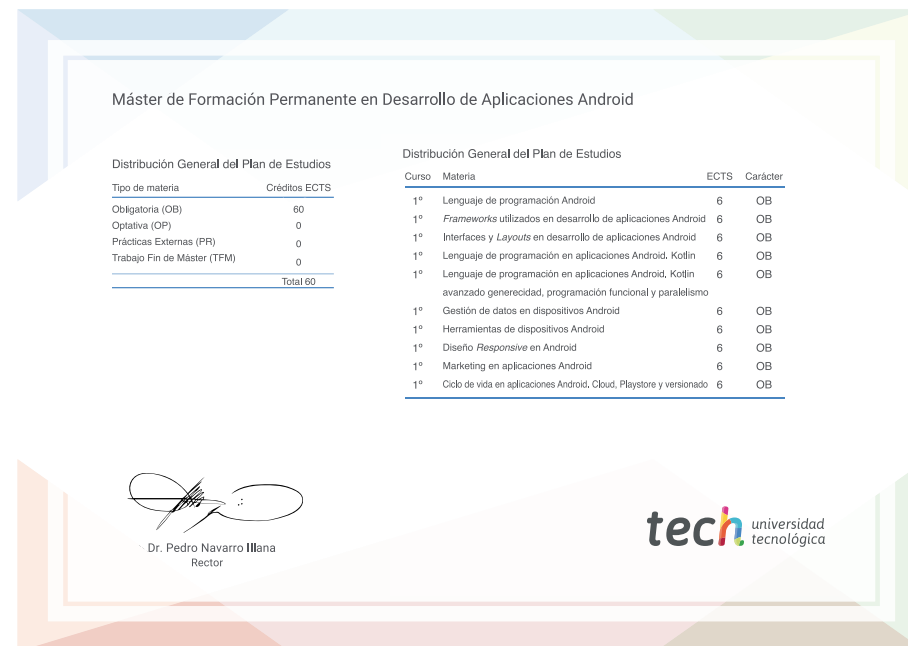 Máster de Formación Permanente en Desarrollo de Aplicaciones Android
Distribución General del Plan de Estudios
Tipo de materia Créditos ECTS
Obligatoria (OB) 60
Optativa (OP) 0
Prácticas Externas (PR) 0
Trabajo Fin de Máster (TFM) 0
Total 60
Distribución General del Plan de Estudios
Curso Materia ECTS Carácter
1º Lenguaje de programación Android 6 OB
1º Frameworks utilizados en desarrollo de aplicaciones Android 6 OB
1º Interfaces y Layouts en desarrollo de aplicaciones Android 6 OB
1º Lenguaje de programación en aplicaciones Android. Kotlin 6 OB
1º Lenguaje de programación en aplicaciones Android. Kotlin 6 OB
avanzado generecidad, programación funcional y paralelismo
1º Gestión de datos en dispositivos Android 6 OB
1º Herramientas de dispositivos Android 6 OB
1º Diseño Responsive en Android 6 OB
1º Marketing en aplicaciones Android 6 OB
1º Ciclo de vida en aplicaciones Android. Cloud, Playstore y versionado 6 OB
Dr. Pedro Navarro Illana
Rector
tech universidad
tecnológica